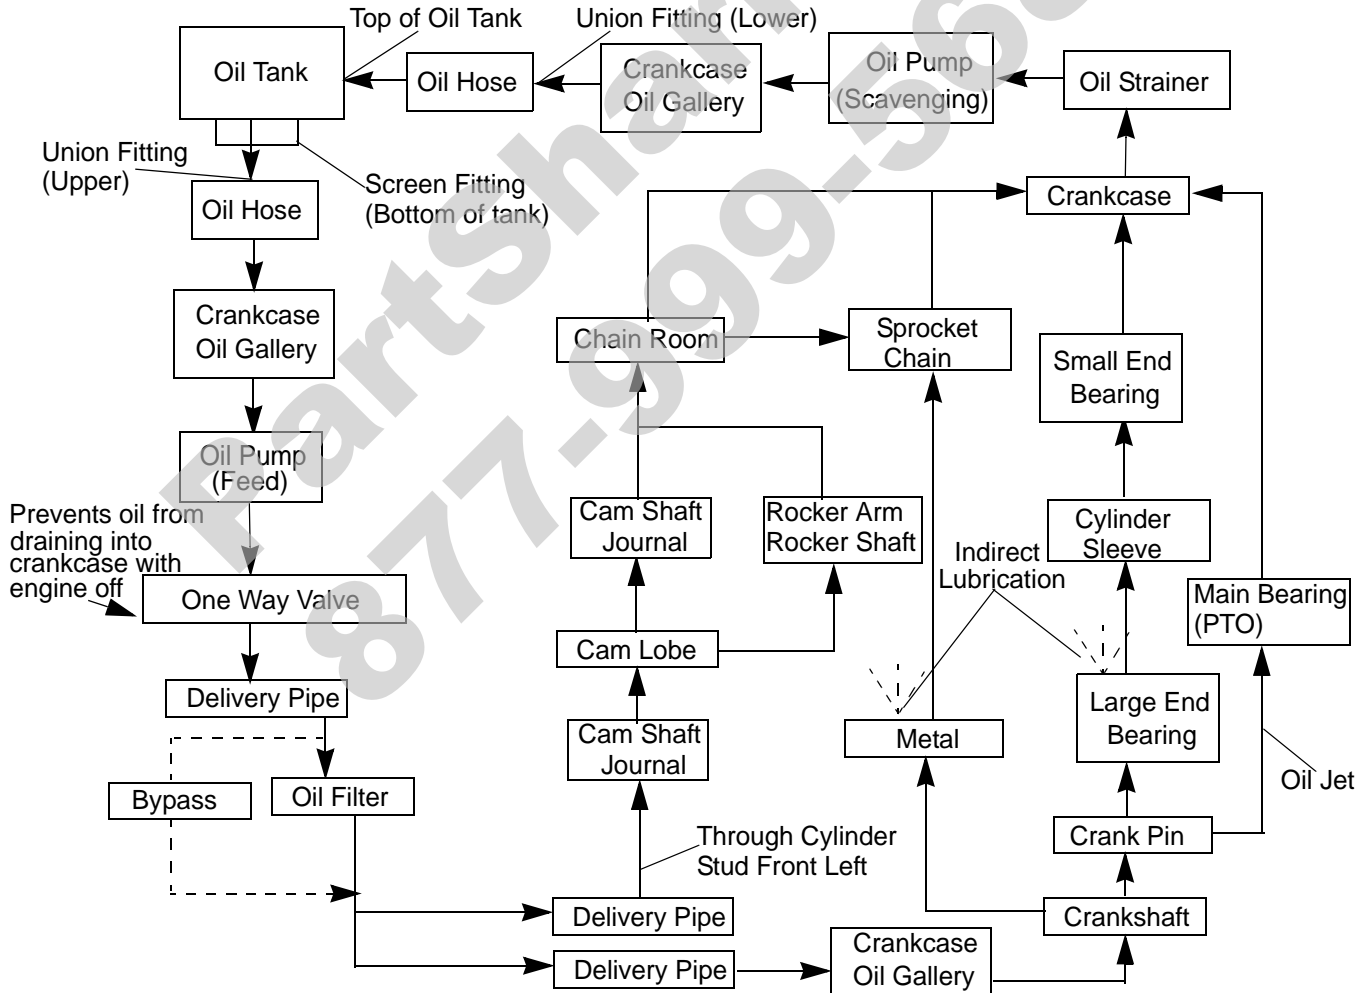 Top of Oil Tank
Union Fitting (Lower)
Oil Tank
Oil Hose
Crankcase
Oil Gallery
Oil Pump
(Scavenging)
Oil Strainer
Union Fitting
(Upper)
Screen Fitting
(Bottom of tank)
Oil Hose
Crankcase
Crankcase
Oil Gallery
Chain Room
Sprocket
Chain
Small End
Bearing
Oil Pump
(Feed)
Prevents oil from
draining into
crankcase with
engine off
Cam Shaft
Journal
Rocker Arm
Rocker Shaft
Indirect
Lubrication
Cylinder
Sleeve
One Way Valve
Main Bearing
(PTO)
Cam Lobe
Delivery Pipe
Large End
Bearing
Cam Shaft
Journal
Metal
Bypass
Oil Filter
Oil Jet
Through Cylinder
Stud Front Left
Crank Pin
Delivery Pipe
Crankshaft
Delivery Pipe
Crankcase
Oil Gallery